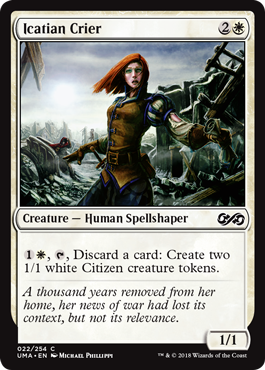 Icatian Crier 2
Creature — Human Spellshaper
1, Discard a card: Create two
1/1 white Citizen creature tokens.
A thousand years removed from her
home, her news of war had lost its
context, but not its relevance.
1/1
022/254 C
UMA • EN Michael Phillippi
™ & © 2018 Wizards of the Coast